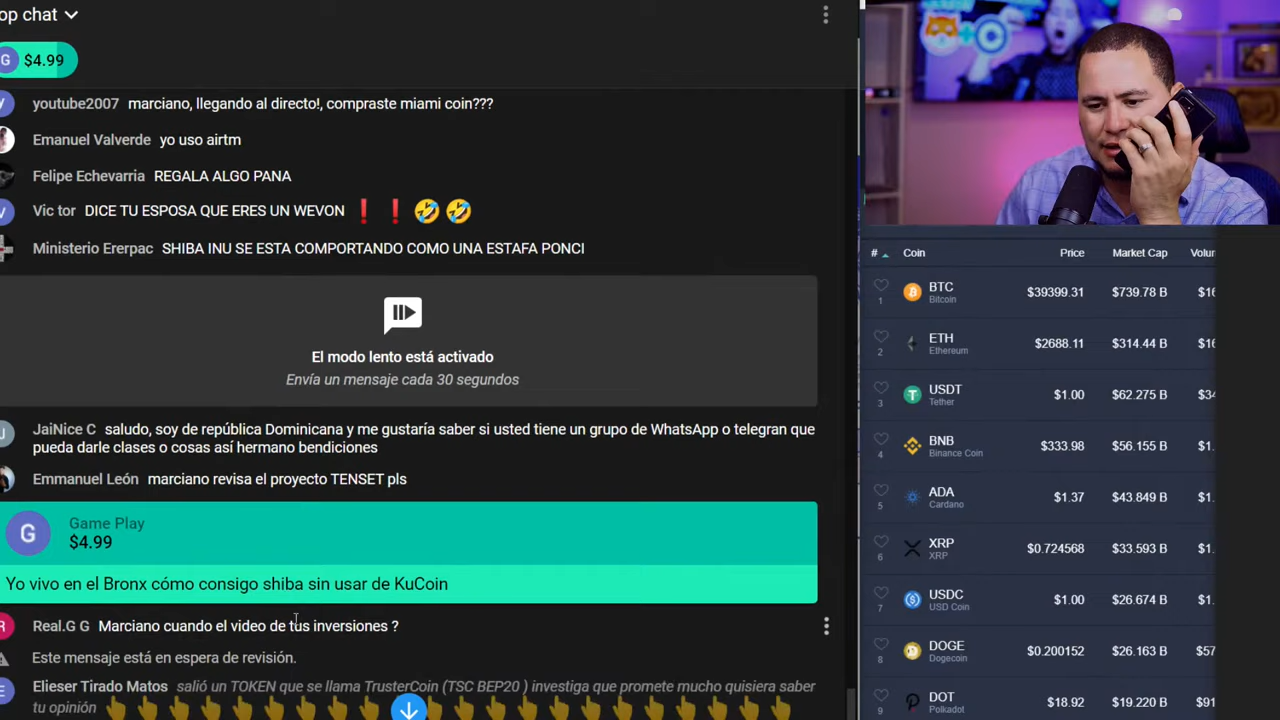 op chat
G $4.99
youtube2007 marciano, llegando al directo!, compraste miami coin???
Emanuel Valverde yo uso airtm
Felipe Echevarria REGALA ALGO PANA
Vic tor DICE TU ESPOSA QUE ERES UN WEVON ❗ ❗ 🤣 🤣
Ministerio Ererpac SHIBA INU SE ESTA COMPORTANDO COMO UNA ESTAFA PONCI
El modo lento está activado
Envía un mensaje cada 30 segundos
JaiNice C saludo, soy de república Dominicana y me gustaría saber si usted tiene un grupo de WhatsApp o telegran que
pueda darle clases o cosas así hermano bendiciones
Emmanuel León marciano revisa el proyecto TENSET pls
G Game Play
$4.99
Yo vivo en el Bronx cómo consigo shiba sin usar de KuCoin
Real.G G Marciano cuando el video de tus inversiones ?
Este mensaje está en espera de revisión.
Elieser Tirado Matos salió un TOKEN que se llama TrusterCoin (TSC BEP20 ) investiga que promete mucho quisiera saber
tu opinión
# Coin Price Market Cap Volu
1 BTC Bitcoin $39399.31 $739.78 B $16
2 ETH Ethereum $2688.11 $314.44 B $16
3 USDT Tether $1.00 $62.275 B $34
4 BNB Binance Coin $333.98 $56.155 B $1.
5 ADA Cardano $1.37 $43.849 B $1.
6 XRP XRP $0.724568 $33.593 B $1.
7 USDC USD Coin $1.00 $26.674 B $1.
8 DOGE Dogecoin $0.200152 $26.163 B $57
9 DOT Polkadot $18.92 $19.220 B $91